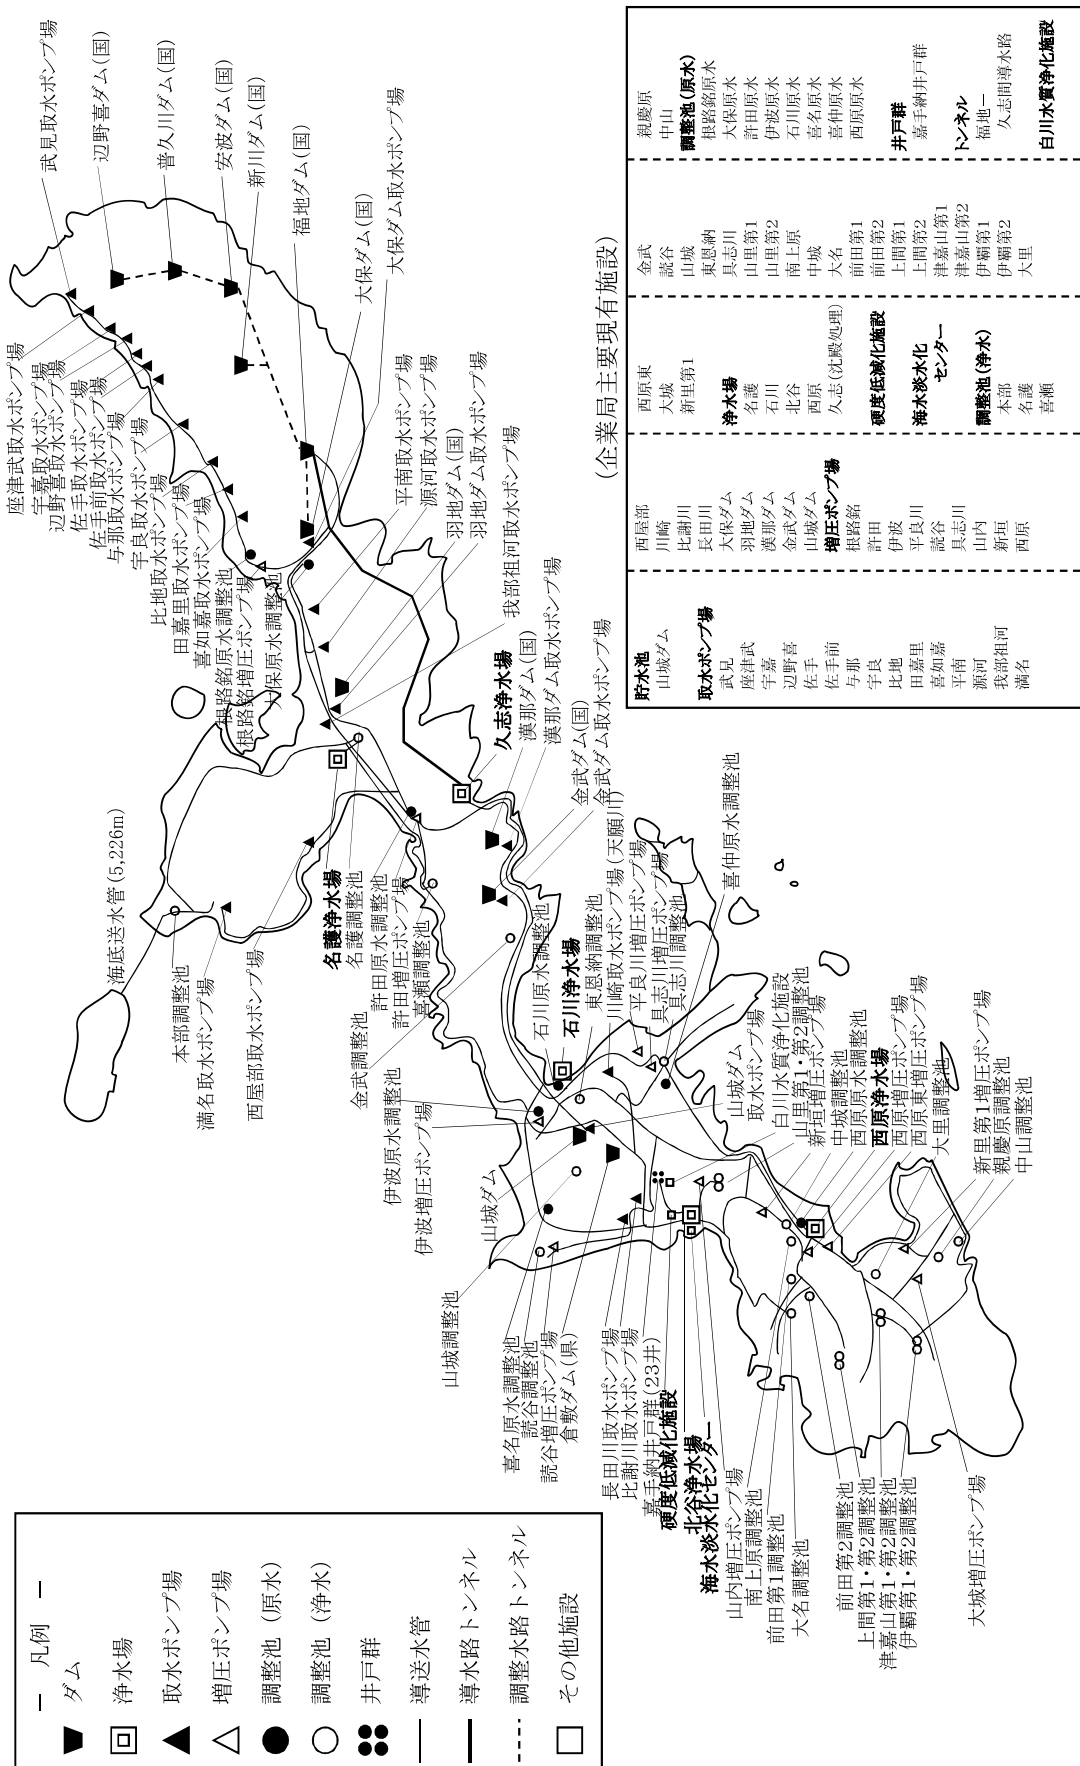 武見取水ポンプ場
辺野喜ダム(国)
普久川ダム(国)
安波ダム(国)
新川ダム(国)
福地ダム(国)
大保ダム(国)
大保ダム取水ポンプ場
座津武取水ポンプ場
宇嘉取水ポンプ場
辺野喜取水ポンプ場
佐手取水ポンプ場
佐手前取水ポンプ場
与那取水ポンプ場
宇良取水ポンプ場
比地取水ポンプ場
田嘉里取水ポンプ場
喜如嘉取水ポンプ場
根路銘原水調整池
根路銘増圧ポンプ場
大保原水調整池
平南取水ポンプ場
源河取水ポンプ場
羽地ダム(国)
羽地ダム取水ポンプ場
我部祖河取水ポンプ場
久志浄水場
漢那ダム(国)
漢那ダム取水ポンプ場
金武ダム(国)
金武ダム取水ポンプ場
海底送水管(5,226m)
本部調整池
満名取水ポンプ場
西屋部取水ポンプ場
名護浄水場
名護調整池
許田原水調整池
許田増圧ポンプ場
喜瀬調整池
金武調整池
伊波原水調整池
伊波増圧ポンプ場
石川原水調整池
石川浄水場
東恩納調整池
川崎取水ポンプ場(天願川)
平良川増圧ポンプ場
具志川増圧ポンプ場
具志川調整池
喜仲原水調整池
山城ダム
山城調整池
喜名原水調整池
読谷調整池
読谷増圧ポンプ場
倉敷ダム(県)
長田川取水ポンプ場
比謝川取水ポンプ場
嘉手納井戸群(23井)
硬度低減化施設
北谷浄水場
海水淡水化センター
山内増圧ポンプ場
南上原調整池
前田第1調整池
大名調整池
前田第2調整池
上間第1・第2調整池
津嘉山第1・第2調整池
伊覇第1・第2調整池
大城増圧ポンプ場
山城ダム
取水ポンプ場
白川水質浄化施設
山里第1・第2調整池
新垣増圧ポンプ場
中城調整池
西原原水調整池
西原浄水場
西原増圧ポンプ場
西原東増圧ポンプ場
大里調整池
新里第1増圧ポンプ場
親慶原調整池
中山調整池
(企業局主要現有施設)
貯水池
山城ダム
取水ポンプ場
武見
座津武
宇嘉
辺野喜
佐手
佐手前
与那
宇良
比地
田嘉里
喜如嘉
平南
源河
我部祖河
満名
西屋部
川崎
比謝川
長田川
大保ダム
羽地ダム
漢那ダム
金武ダム
山城ダム
増圧ポンプ場
根路銘
許田
伊波
平良川
読谷
具志川
山内
新垣
西原
西原東
大城
新里第1
浄水場
名護
石川
北谷
西原
久志(沈殿処理)
硬度低減化施設
海水淡水化
センター
調整池(浄水)
本部
名護
喜瀬
金武
読谷
山城
東恩納
具志川
山里第1
山里第2
南上原
中城
大名
前田第1
前田第2
上間第1
上間第2
津嘉山第1
津嘉山第2
伊覇第1
伊覇第2
大里
親慶原
中山
調整池(原水)
根路銘原水
大保原水
許田原水
伊波原水
石川原水
喜名原水
喜仲原水
西原原水
井戸群
嘉手納井戸群
トンネル
福地ー
久志間導水路
白川水質浄化施設
ー 凡例 ー
ダム
浄水場
取水ポンプ場
増圧ポンプ場
調整池 (原水)
調整池 (浄水)
井戸群
導送水管
導水路トンネル
調整水路トンネル
その他施設